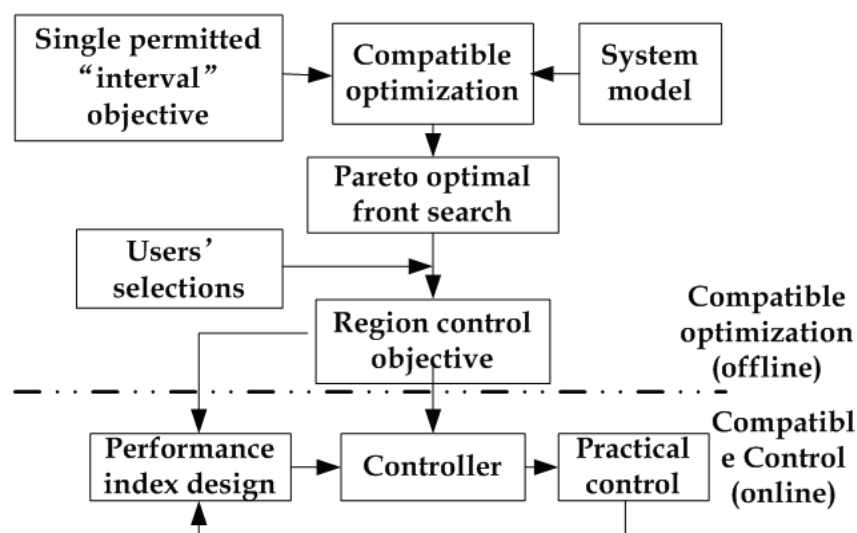 Single permitted
“interval”
objective
Compatible
optimization
System
model
Pareto optimal
front search
Users’
selections
Region control
objective
Compatible
optimization
(offline)
Performance
index design
Controller
Practical
control
Compatibl
e Control
(online)